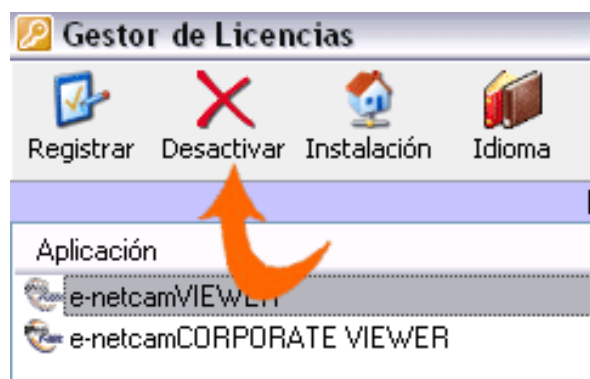 Gestor de Licencias
Registrar Desactivar Instalación Idioma
Aplicación
e-netcamVIEWER
e-netcamCORPORATE VIEWER